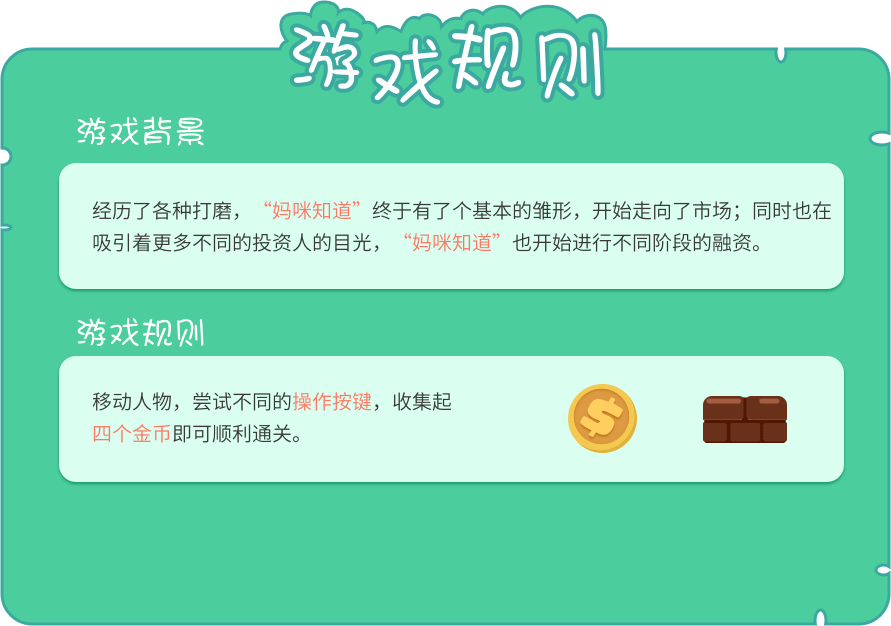 游戏规则
游戏背景
经历了各种打磨，“妈咪知道”终于有了个基本的雏形，开始走向了市场；同时也在
吸引着更多不同的投资人的目光，“妈咪知道”也开始进行不同阶段的融资。
游戏规则
移动人物，尝试不同的操作按键，收集起
四个金币即可顺利通关。
$